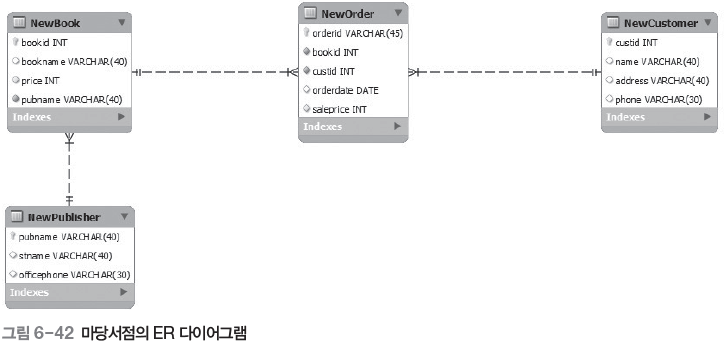 NewBook
bookid INT
bookname VARCHAR(40)
price INT
pubname VARCHAR(40)
Indexes
NewOrder
orderid VARCHAR(45)
bookid INT
custid INT
orderdate DATE
saleprice INT
Indexes
NewCustomer
custid INT
name VARCHAR(40)
address VARCHAR(40)
phone VARCHAR(30)
Indexes
NewPublisher
pubname VARCHAR(40)
stname VARCHAR(40)
officephone VARCHAR(30)
Indexes
그림 6-42 마당서점의 ER 다이어그램